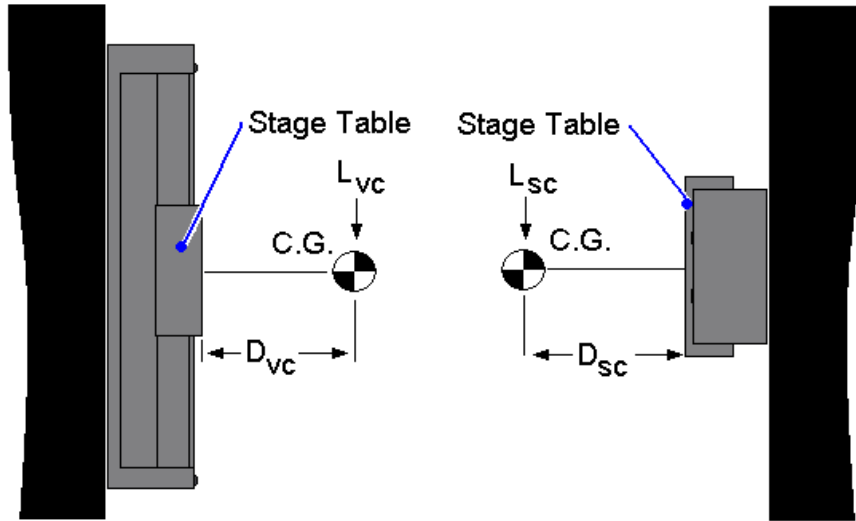 Stage Table
Stage Table
Lvc
Lsc
C.G.
C.G.
Dvc
Dsc